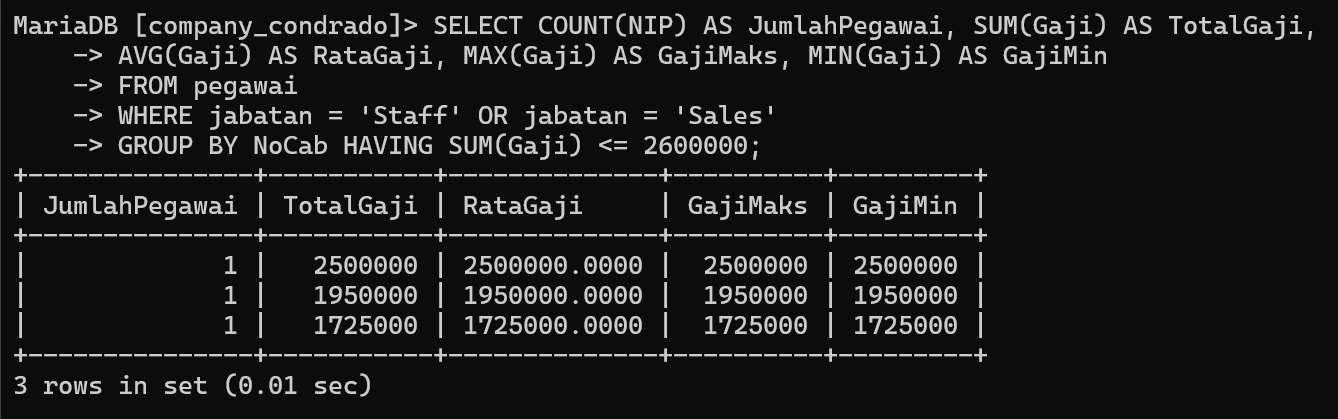 MariaDB [company_condrado]> SELECT COUNT(NIP) AS JumlahPegawai, SUM(Gaji) AS TotalGaji,
    -> AVG(Gaji) AS RataGaji, MAX(Gaji) AS GajiMaks, MIN(Gaji) AS GajiMin
    -> FROM pegawai
    -> WHERE jabatan = 'Staff' OR jabatan = 'Sales'
    -> GROUP BY NoCab HAVING SUM(Gaji) <= 2600000;
+---------------+-----------+--------------+----------+---------+
| JumlahPegawai | TotalGaji | RataGaji     | GajiMaks | GajiMin |
+---------------+-----------+--------------+----------+---------+
|             1 |   2500000 | 2500000.0000 |  2500000 | 2500000 |
|             1 |   1950000 | 1950000.0000 |  1950000 | 1950000 |
|             1 |   1725000 | 1725000.0000 |  1725000 | 1725000 |
+---------------+-----------+--------------+----------+---------+
3 rows in set (0.01 sec)